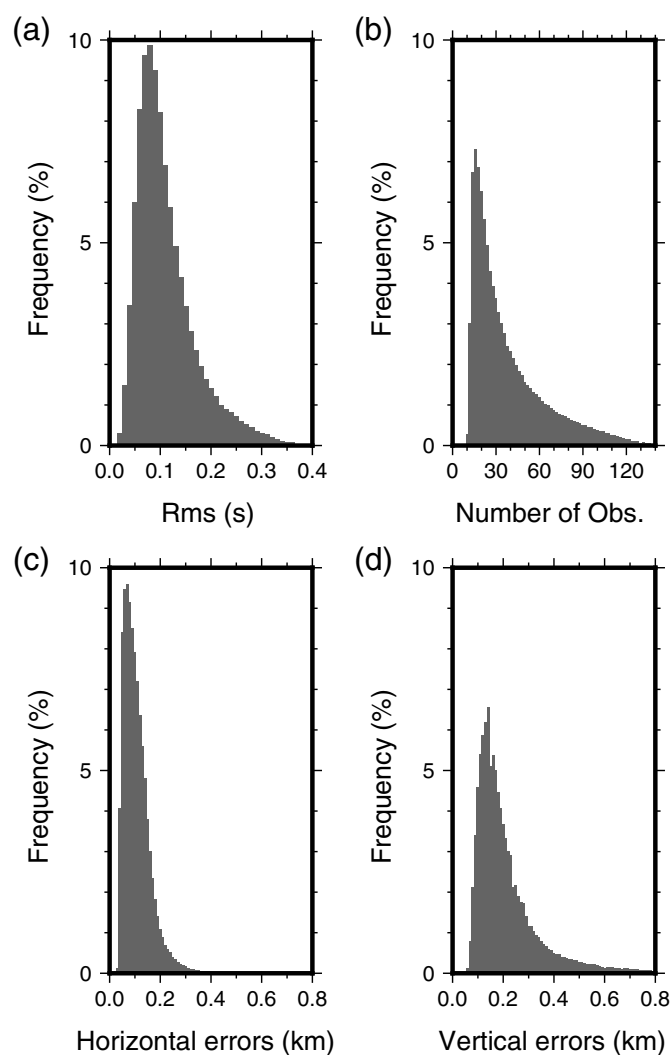 (a)
10
5
0
Frequency (%)
0.0 0.1 0.2 0.3 0.4
Rms (s)
(b)
10
5
0
Frequency (%)
0 30 60 90 120
Number of Obs.
(c)
10
5
0
Frequency (%)
0.0 0.2 0.4 0.6 0.8
Horizontal errors (km)
(d)
10
5
0
Frequency (%)
0.0 0.2 0.4 0.6 0.8
Vertical errors (km)